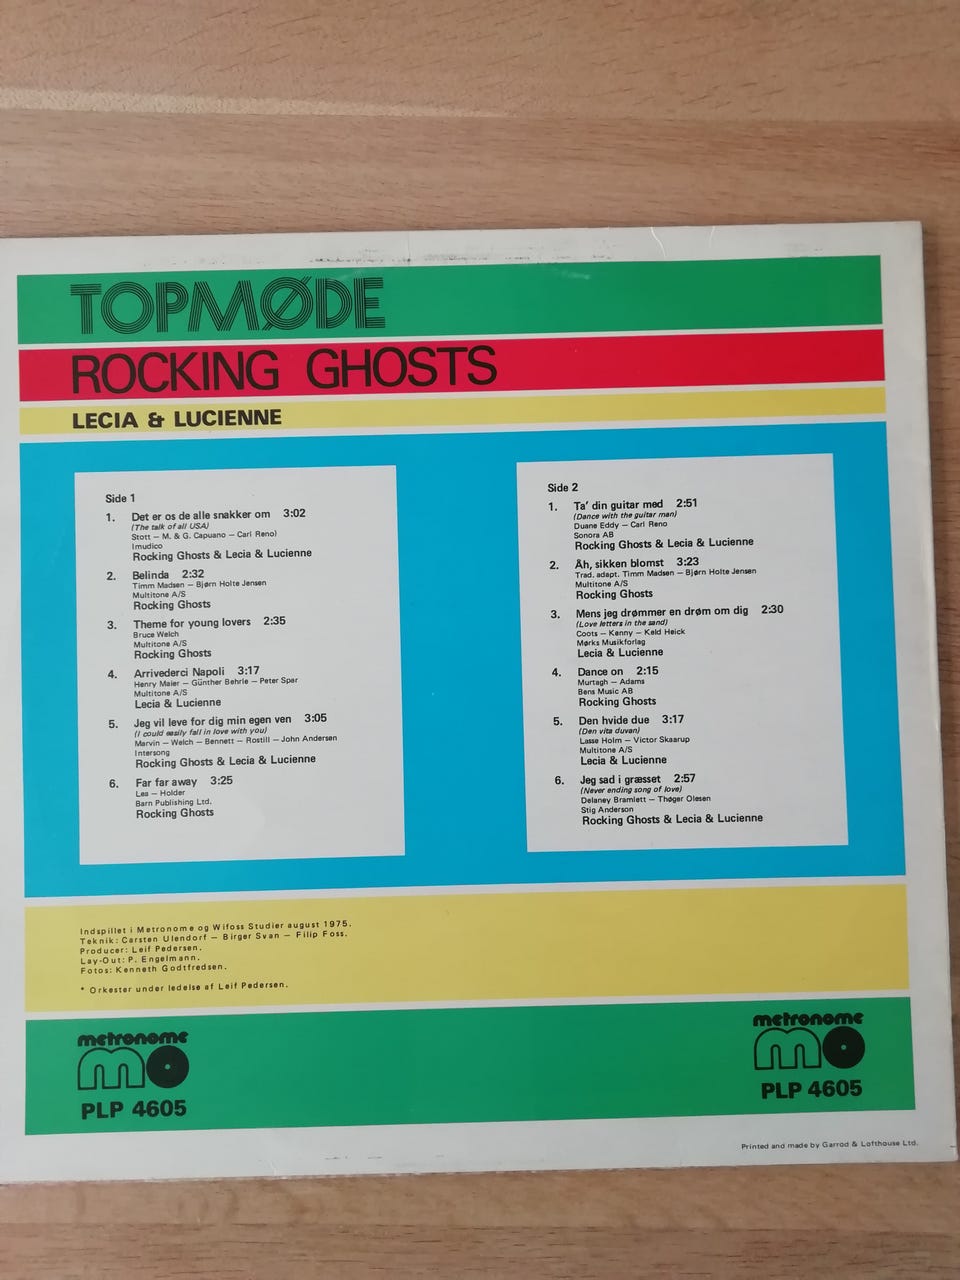 TOPMØDE
ROCKING GHOSTS
LECIA & LUCIENNE
Side 1
1. Det er os de alle snakker om 3:02
(The talk of all USA)
Stott – M. & G. Capuano – Carl Reno)
Imudico
Rocking Ghosts & Lecia & Lucienne
2. Belinda 2:32
Timm Madsen – Bjørn Holte Jensen
Multitone A/S
Rocking Ghosts
3. Theme for young lovers 2:35
Bruce Welch
Multitone A/S
Rocking Ghosts
4. Arrivederci Napoli 3:17
Henry Maier – Günther Behrle – Peter Spar
Multitone A/S
Lecia & Lucienne
5. Jeg vil leve for dig min egen ven 3:05
(I could easily fall in love with you)
Marvin – Welch – Bennett – Rostill – John Andersen
Intersong
Rocking Ghosts & Lecia & Lucienne
6. Far far away 3:25
Lea – Holder
Barn Publishing Ltd.
Rocking Ghosts
Side 2
1. Ta' din guitar med 2:51
(Dance with the guitar man)
Duane Eddy – Carl Reno
Sonora AB
Rocking Ghosts & Lecia & Lucienne
2. Åh, sikken blomst 3:23
Trad. adapt. Timm Madsen – Bjørn Holte Jensen
Multitone A/S
Rocking Ghosts
3. Mens jeg drømmer en drøm om dig 2:30
(Love letters in the sand)
Coots – Kenny – Keld Heick
Mørks Musikforlag
Lecia & Lucienne
4. Dance on 2:15
Murtagh – Adams
Bens Music AB
Rocking Ghosts
5. Den hvide due 3:17
(Den vita duvan)
Lasse Holm – Victor Skaarup
Multitone A/S
Lecia & Lucienne
6. Jeg sad i græsset 2:57
(Never ending song of love)
Delaney Bramlett – Thøger Olesen
Stig Anderson
Rocking Ghosts & Lecia & Lucienne
Indspillet i Metronome og Wifoss Studier august 1975.
Teknik: Carsten Ulendorf – Birger Svan – Filip Foss.
Producer: Leif Pedersen.
Lay-Out: P. Engelmann.
Fotos: Kenneth Godtfredsen.
* Orkester under ledelse af Leif Pedersen.
metronome
mo
PLP 4605
metronome
mo
PLP 4605
Printed and made by Garrod & Lofthouse Ltd.